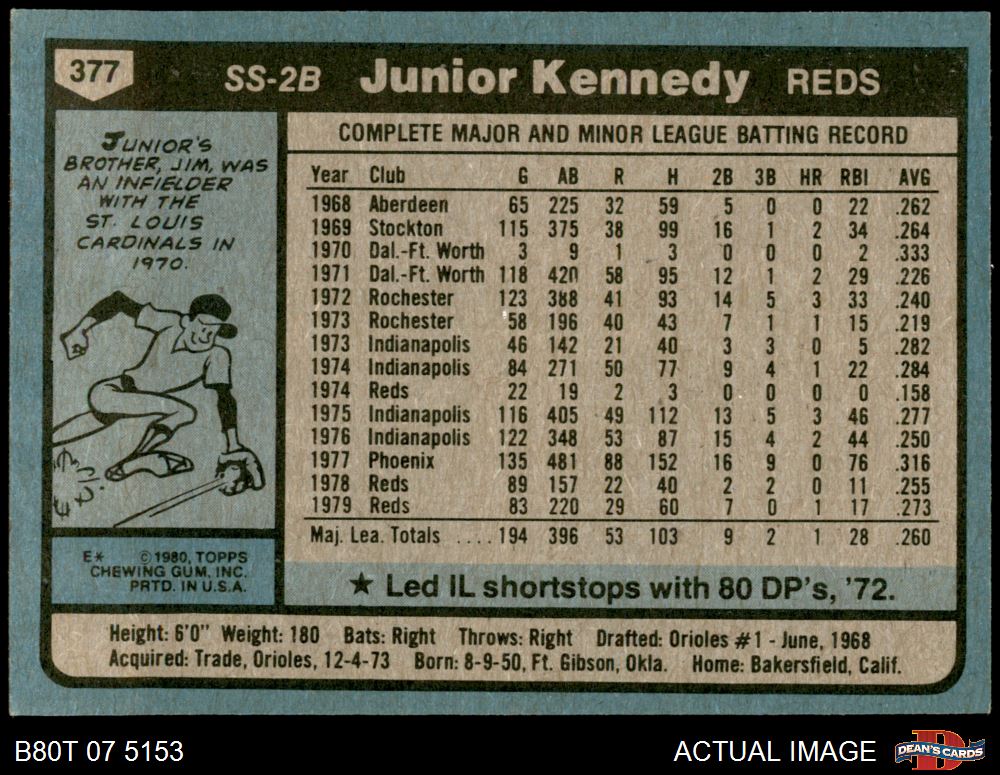 377 SS-2B Junior Kennedy REDS
JUNIOR'S
BROTHER, JIM, WAS
AN INFIELDER
WITH THE
ST. LOUIS
CARDINALS IN
1970.
COMPLETE MAJOR AND MINOR LEAGUE BATTING RECORD
Year Club G AB R H 2B 3B HR RBI AVG
1968 Aberdeen 65 225 32 59 5 0 0 22 .262
1969 Stockton 115 375 38 99 16 1 2 34 .264
1970 Dal.-Ft. Worth 3 9 1 3 0 0 0 2 .333
1971 Dal.-Ft. Worth 118 420 58 95 12 1 2 29 .226
1972 Rochester 123 388 41 93 14 5 3 33 .240
1973 Rochester 58 196 40 43 7 1 1 15 .219
1973 Indianapolis 46 142 21 40 3 3 0 5 .282
1974 Indianapolis 84 271 50 77 9 4 1 22 .284
1974 Reds 22 19 2 3 0 0 0 0 .158
1975 Indianapolis 116 405 49 112 13 5 3 46 .277
1976 Indianapolis 122 348 53 87 15 4 2 44 .250
1977 Phoenix 135 481 88 152 16 9 0 76 .316
1978 Reds 89 157 22 40 2 2 0 11 .255
1979 Reds 83 220 29 60 7 0 1 17 .273
Maj. Lea. Totals .... 194 396 53 103 9 2 1 28 .260
E* ©1980, TOPPS
CHEWING GUM, INC.
PRTD. IN U.S.A.
★ Led IL shortstops with 80 DP's, '72.
Height: 6'0" Weight: 180 Bats: Right Throws: Right Drafted: Orioles #1 - June, 1968
Acquired: Trade, Orioles, 12-4-73 Born: 8-9-50, Ft. Gibson, Okla. Home: Bakersfield, Calif.
B80T 07 5153 ACTUAL IMAGE DEAN'S CARDS